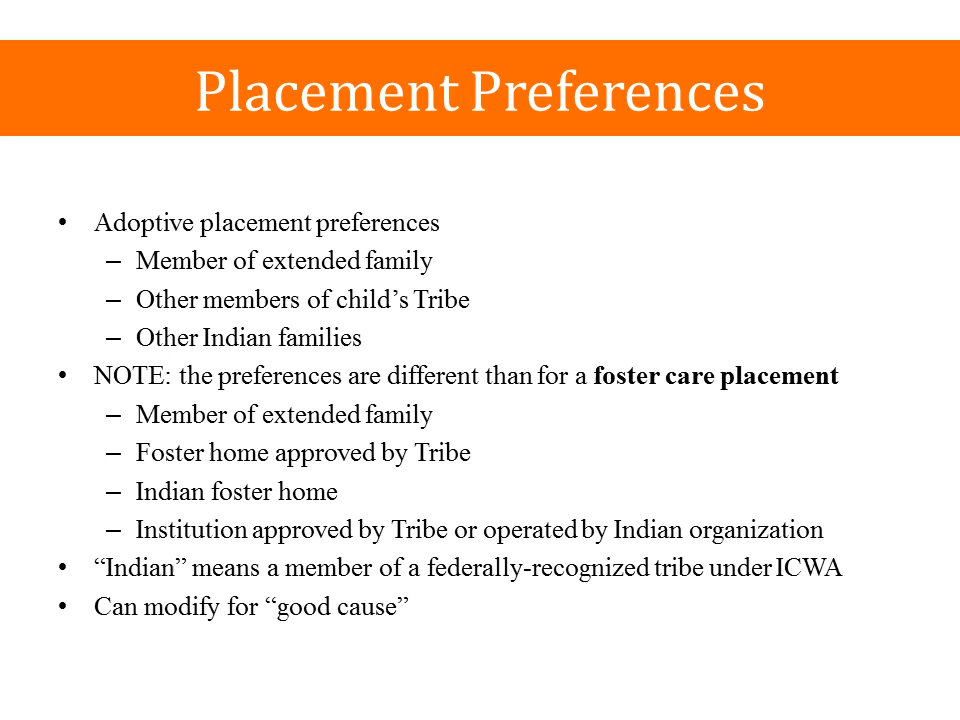 Placement Preferences
• Adoptive placement preferences
– Member of extended family
– Other members of child’s Tribe
– Other Indian families
• NOTE: the preferences are different than for a foster care placement
– Member of extended family
– Foster home approved by Tribe
– Indian foster home
– Institution approved by Tribe or operated by Indian organization
• “Indian” means a member of a federally-recognized tribe under ICWA
• Can modify for “good cause”